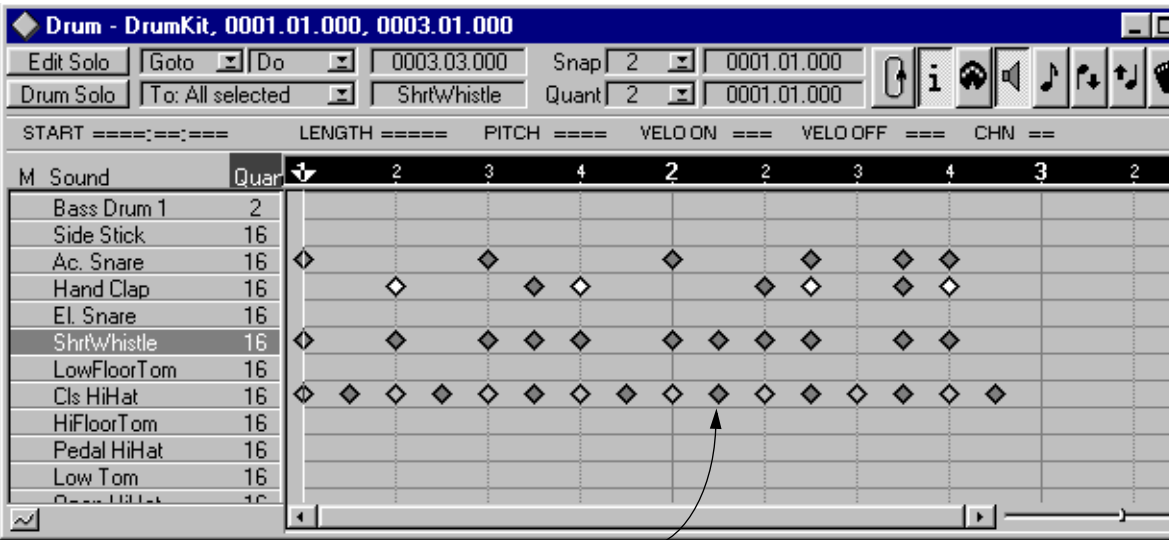 Drum - DrumKit, 0001.01.000, 0003.01.000
Edit Solo Goto Do 0003.03.000 Snap 2 0001.01.000
Drum Solo To: All selected ShrtWhistle Quant 2 0001.01.000
START ====:==:=== LENGTH ===== PITCH ==== VELO ON === VELO OFF === CHN ==
M Sound Quan 2 3 4 2 2 3 4 3 2
Bass Drum 1 2
Side Stick 16
Ac. Snare 16
Hand Clap 16
El. Snare 16
ShrtWhistle 16
LowFloorTom 16
Cls HiHat 16
HiFloorTom 16
Pedal HiHat 16
Low Tom 16